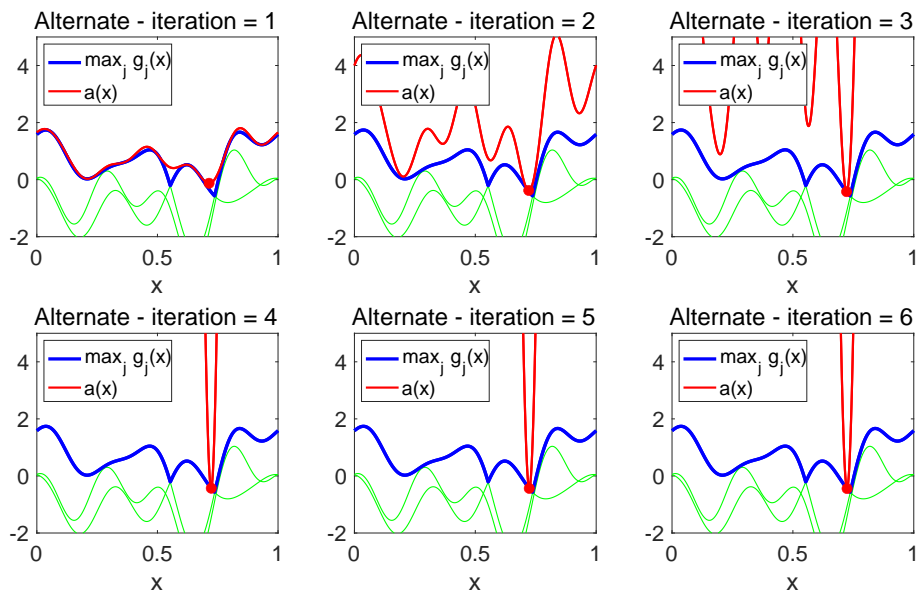 Alternate - iteration = 1
max_j g_j(x)
a(x)
4
2
0
-2
0
0.5
1
x
Alternate - iteration = 2
max_j g_j(x)
a(x)
4
2
0
-2
0
0.5
1
x
Alternate - iteration = 3
max_j g_j(x)
a(x)
4
2
0
-2
0
0.5
1
x
Alternate - iteration = 4
max_j g_j(x)
a(x)
4
2
0
-2
0
0.5
1
x
Alternate - iteration = 5
max_j g_j(x)
a(x)
4
2
0
-2
0
0.5
1
x
Alternate - iteration = 6
max_j g_j(x)
a(x)
4
2
0
-2
0
0.5
1
x